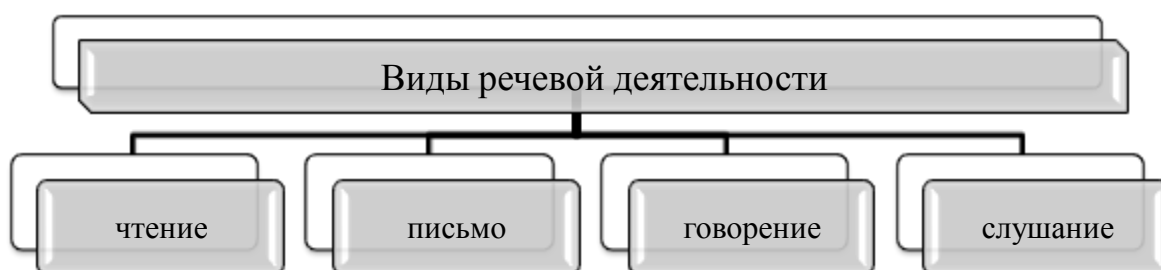 Виды речевой деятельности
чтение
письмо
говорение
слушание